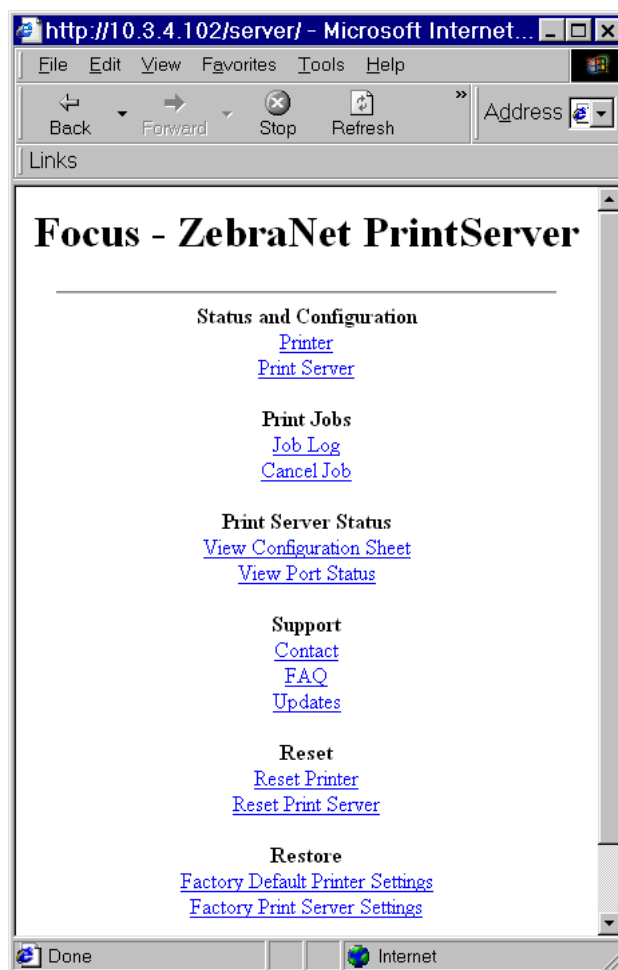 http://10.3.4.102/server/ - Microsoft Internet...
File Edit View Favorites Tools Help
Back Forward Stop Refresh » Address
Links
Focus - ZebraNet PrintServer
Status and Configuration
Printer
Print Server
Print Jobs
Job Log
Cancel Job
Print Server Status
View Configuration Sheet
View Port Status
Support
Contact
FAQ
Updates
Reset
Reset Printer
Reset Print Server
Restore
Factory Default Printer Settings
Factory Print Server Settings
Done Internet